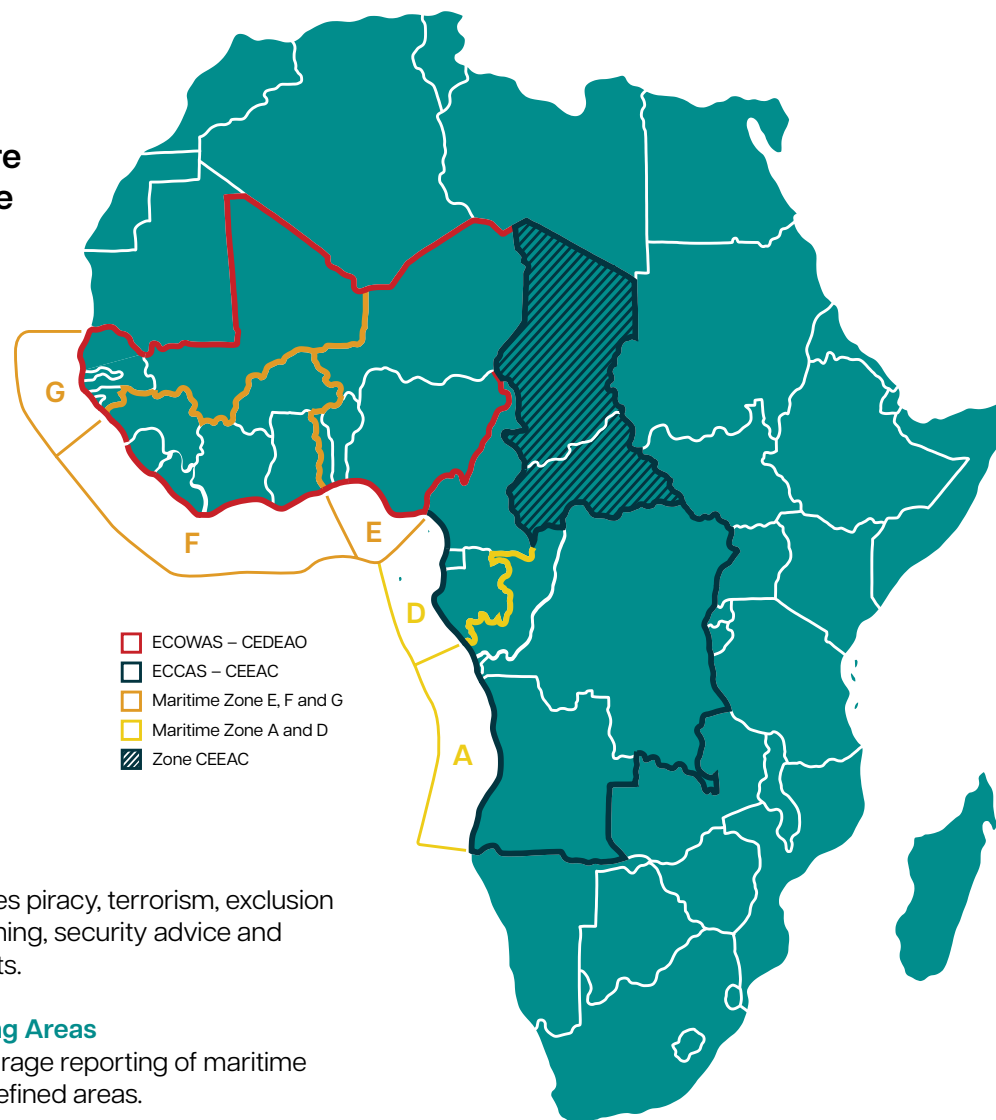 re
e
G
F
E
D
A
ECOWAS – CEDEAO
ECCAS – CEEAC
Maritime Zone E, F and G
Maritime Zone A and D
Zone CEEAC
es piracy, terrorism, exclusion
ning, security advice and
ts.
ng Areas
rage reporting of maritime
efined areas.